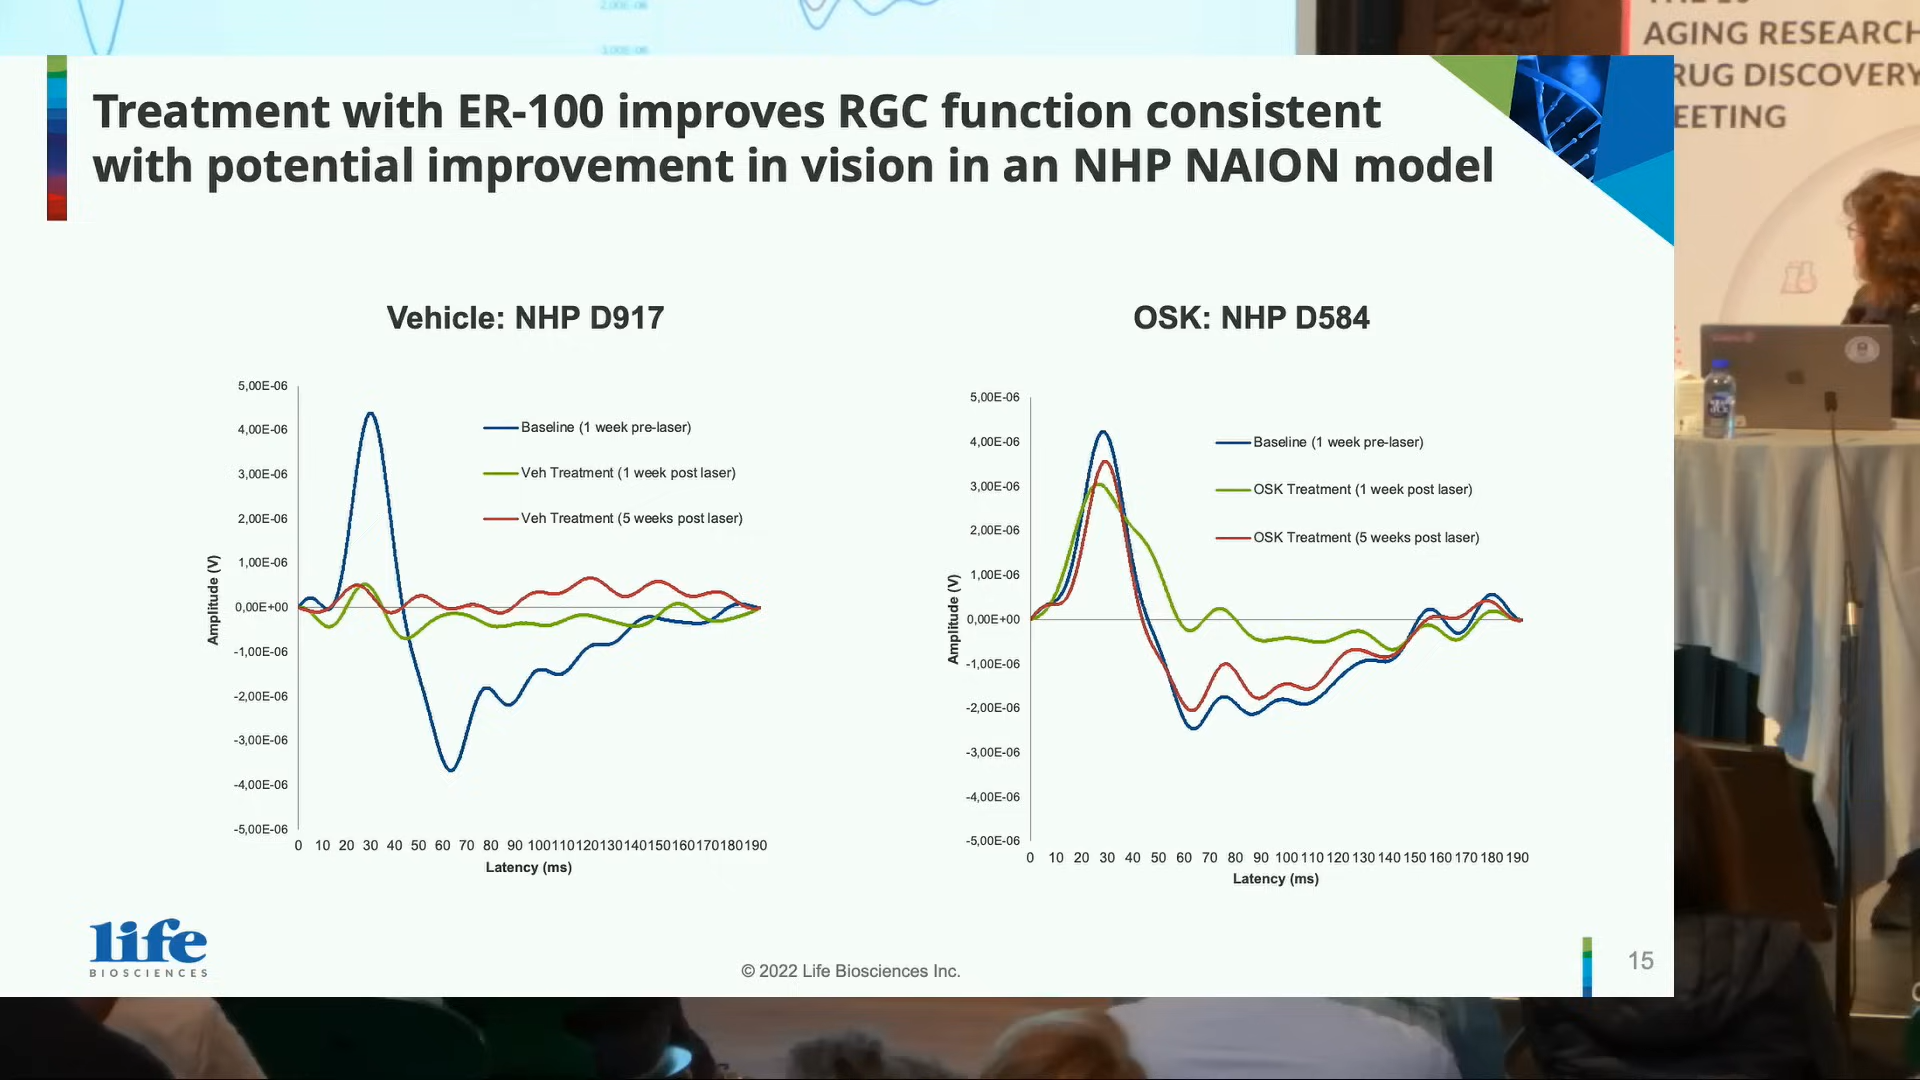 2.00E-06
AGING RESEARCH
RUG DISCOVERY
EETING
Treatment with ER-100 improves RGC function consistent
with potential improvement in vision in an NHP NAION model
Vehicle: NHP D917
5,00E-06
4,00E-06
3,00E-06
2,00E-06
1,00E-06
0,00E+00
-1,00E-06
-2,00E-06
-3,00E-06
-4,00E-06
-5,00E-06
Amplitude (V)
Baseline (1 week pre-laser)
Veh Treatment (1 week post laser)
Veh Treatment (5 weeks post laser)
0 10 20 30 40 50 60 70 80 90 100 110 120 130 140 150 160 170 180 190
Latency (ms)
OSK: NHP D584
5,00E-06
4,00E-06
3,00E-06
2,00E-06
1,00E-06
0,00E+00
-1,00E-06
-2,00E-06
-3,00E-06
-4,00E-06
-5,00E-06
Amplitude (V)
Baseline (1 week pre-laser)
OSK Treatment (1 week post laser)
OSK Treatment (5 weeks post laser)
0 10 20 30 40 50 60 70 80 90 100 110 120 130 140 150 160 170 180 190
Latency (ms)
life
BIOSCIENCES
© 2022 Life Biosciences Inc.
15